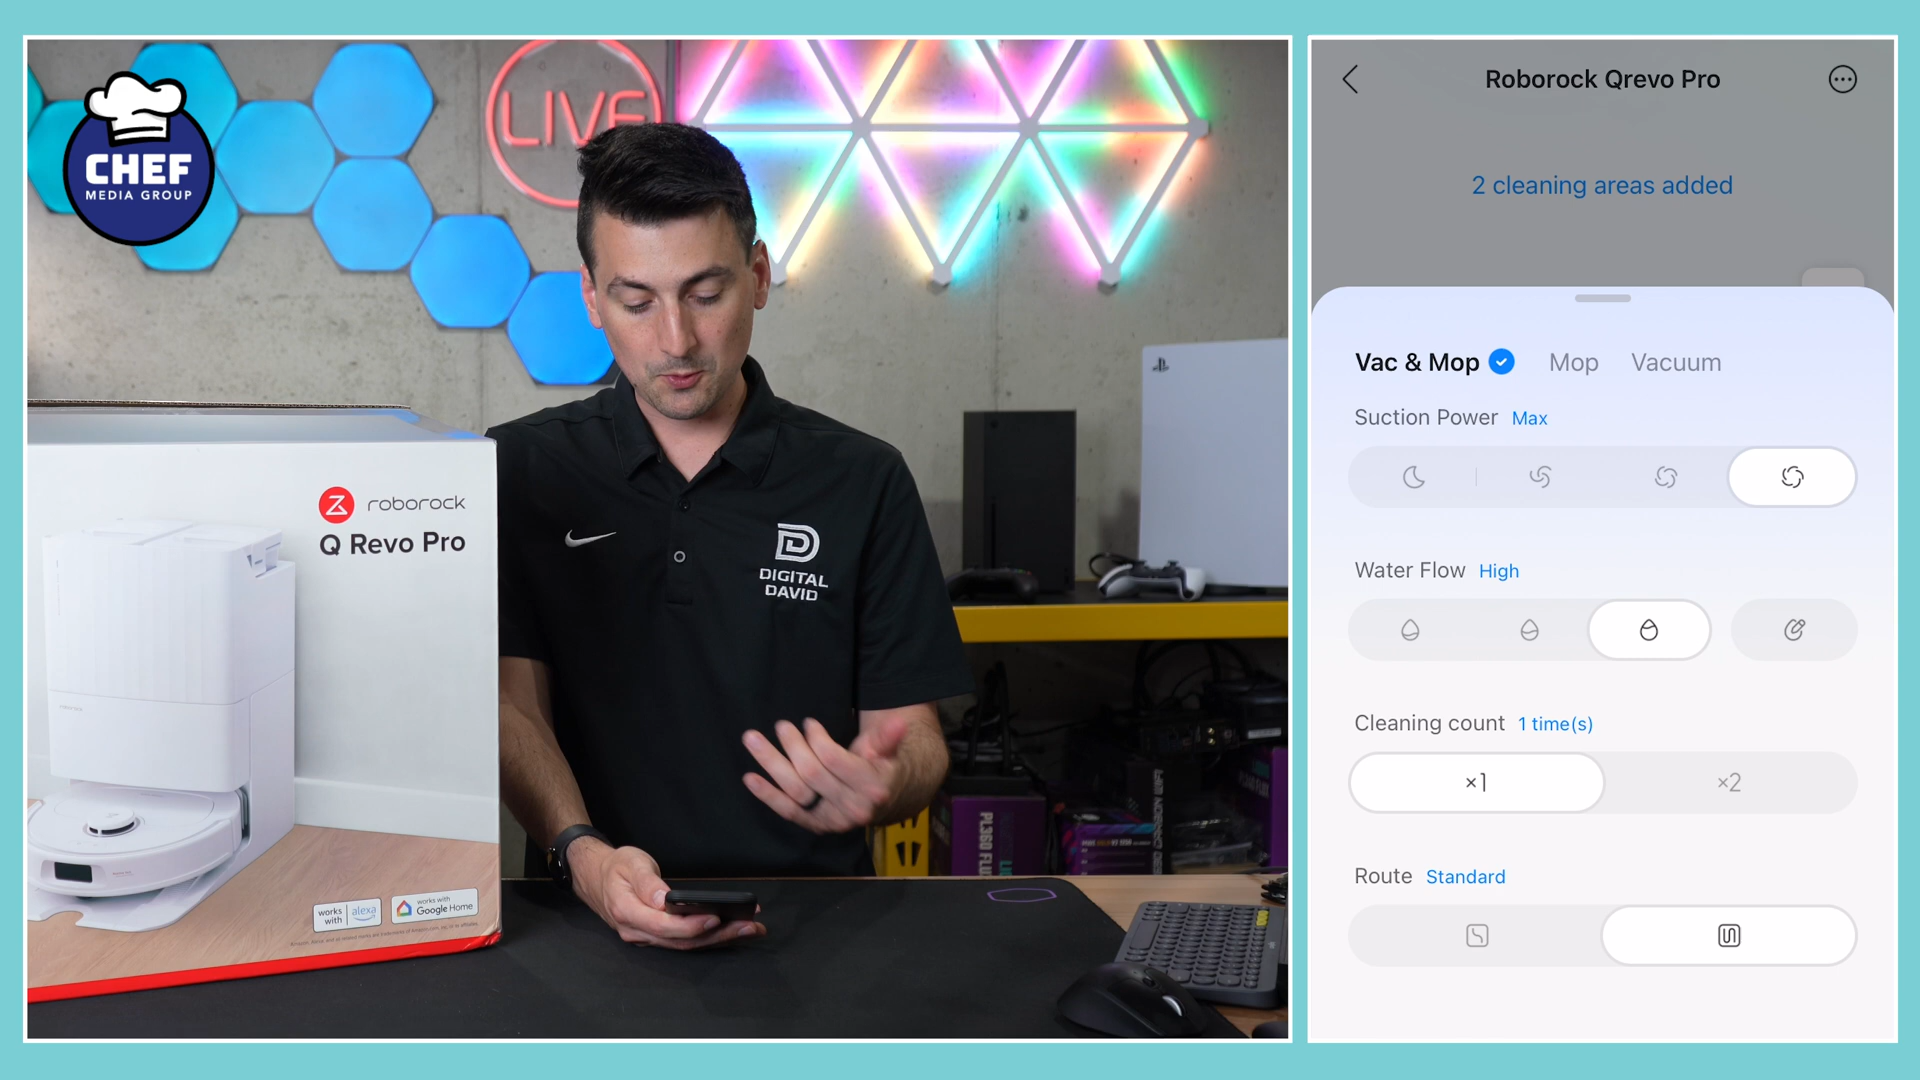 CHEF
MEDIA GROUP
LIVE
roborock
Q Revo Pro
works with
alexa
works with
Google Home
DIGITAL
DAVID
Roborock Qrevo Pro
2 cleaning areas added
Vac & Mop
Mop
Vacuum
Suction Power Max
Water Flow High
Cleaning count 1 time(s)
×1
×2
Route Standard